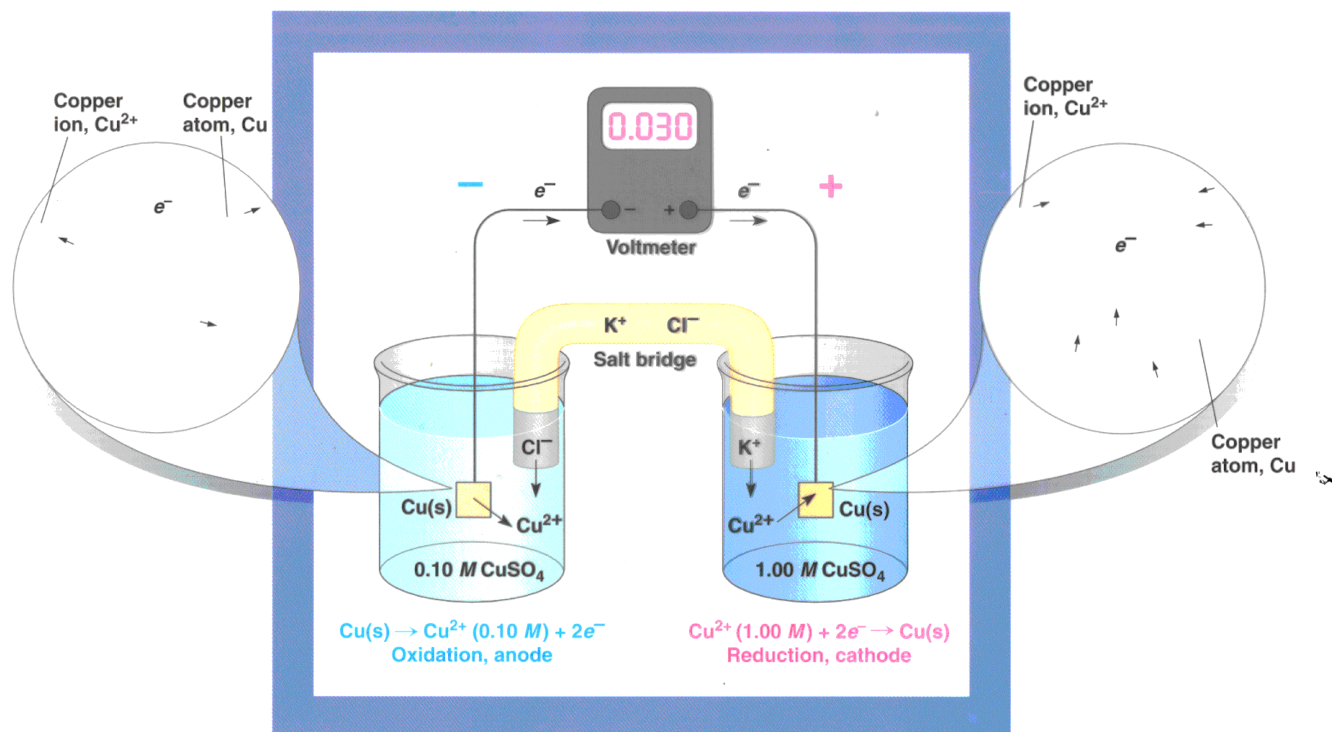 Copper
ion, Cu²⁺
Copper
atom, Cu
e⁻
0.030
−
e⁻
e⁻
+
− +
Voltmeter
Copper
ion, Cu²⁺
e⁻
Copper
atom, Cu
K⁺ Cl⁻
Salt bridge
Cl⁻
K⁺
Cu(s)
Cu²⁺
Cu²⁺
Cu(s)
0.10 M CuSO₄
1.00 M CuSO₄
Cu(s) → Cu²⁺ (0.10 M) + 2e⁻
Oxidation, anode
Cu²⁺ (1.00 M) + 2e⁻ → Cu(s)
Reduction, cathode